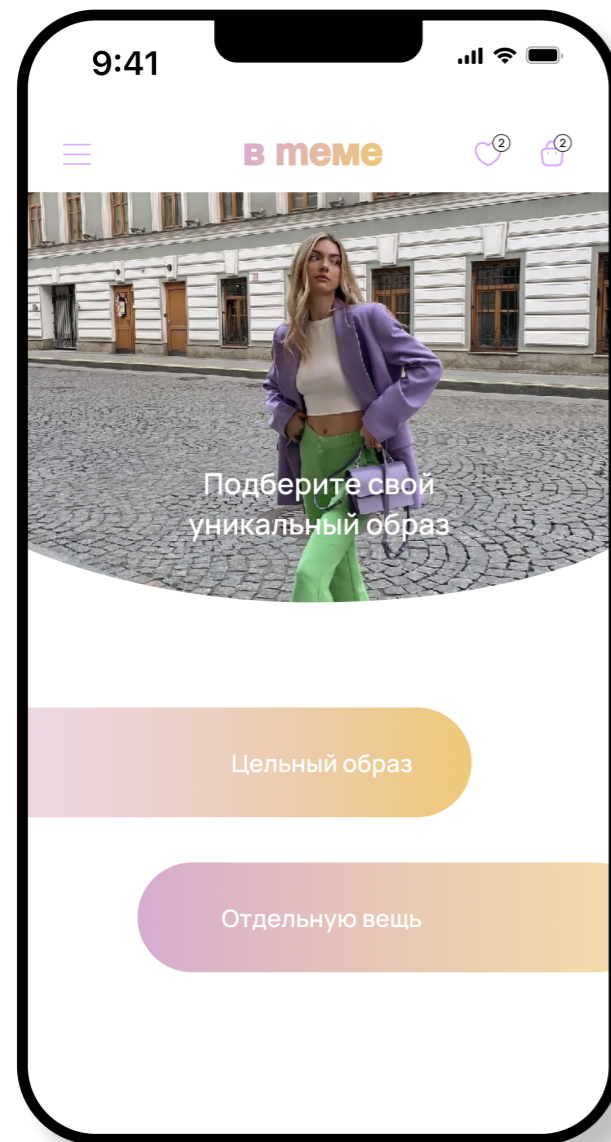 9:41
в теме
2
2
Подберите свой
уникальный образ
Цельный образ
Отдельную вещь